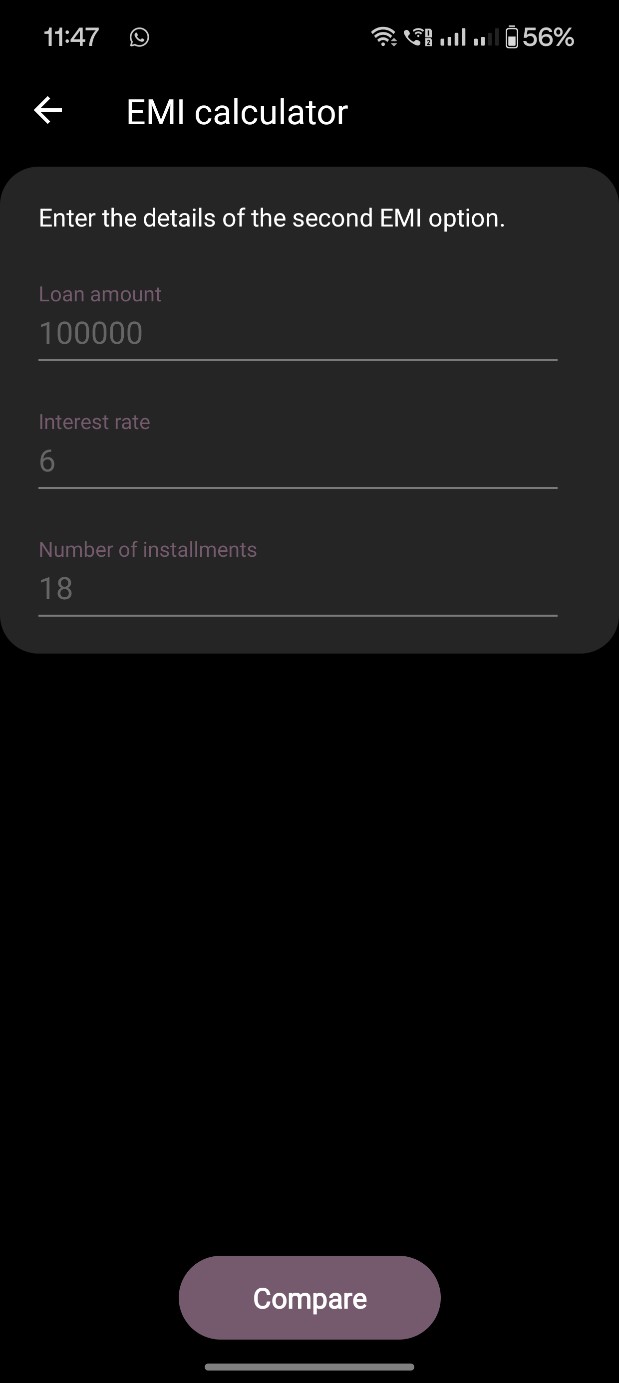 11:47 56%
EMI calculator
Enter the details of the second EMI option.
Loan amount
100000
Interest rate
6
Number of installments
18
Compare